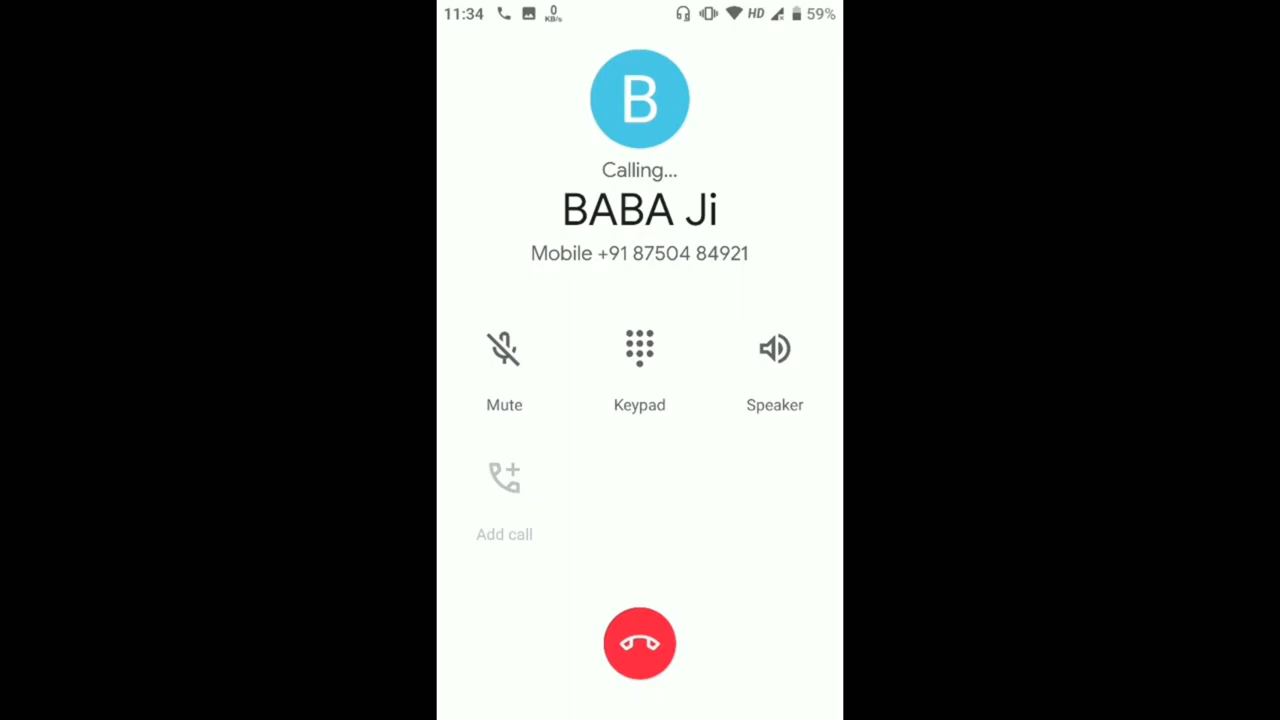 11:34 0 KB/s HD 59%
B
Calling...
BABA Ji
Mobile +91 87504 84921
Mute Keypad Speaker
Add call